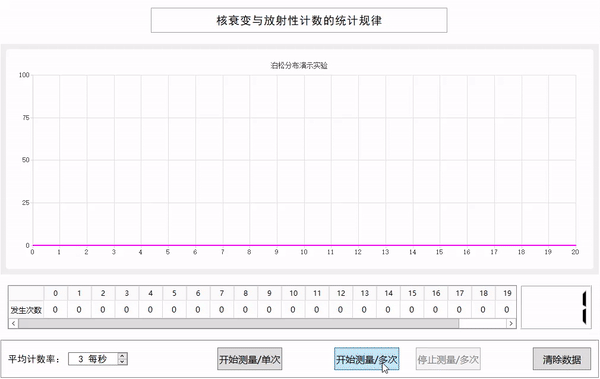 核衰变与放射性计数的统计规律
泊松分布演示实验
100
75
50
25
0
0 1 2 3 4 5 6 7 8 9 10 11 12 13 14 15 16 17 18 19 20
0 1 2 3 4 5 6 7 8 9 10 11 12 13 14 15 16 17 18 19
发生次数 0 0 0 0 0 0 0 0 0 0 0 0 0 0 0 0 0 0 0 0
平均计数率： 3 每秒 开始测量/单次 开始测量/多次 停止测量/多次 清除数据